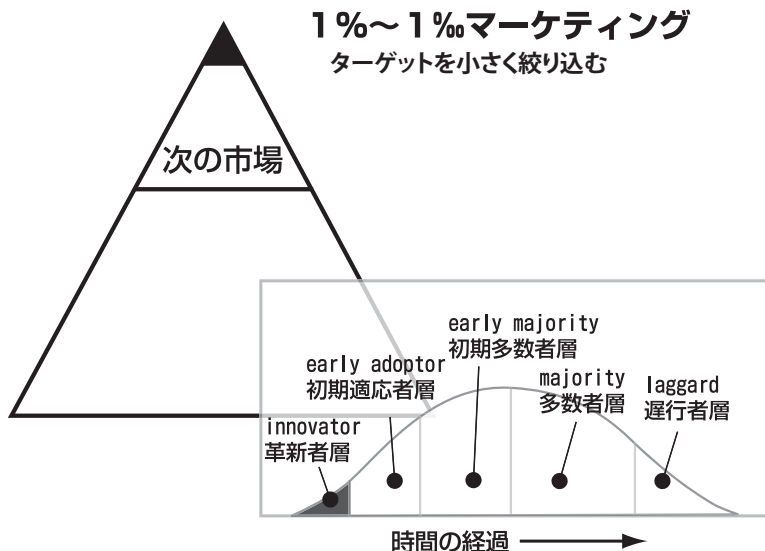 1%～1‰マーケティング
ターゲットを小さく絞り込む
次の市場
early majority
初期多数者層
early adoptor
初期適応者層
majority
多数者層
laggard
遅行者層
innovator
革新者層
時間の経過